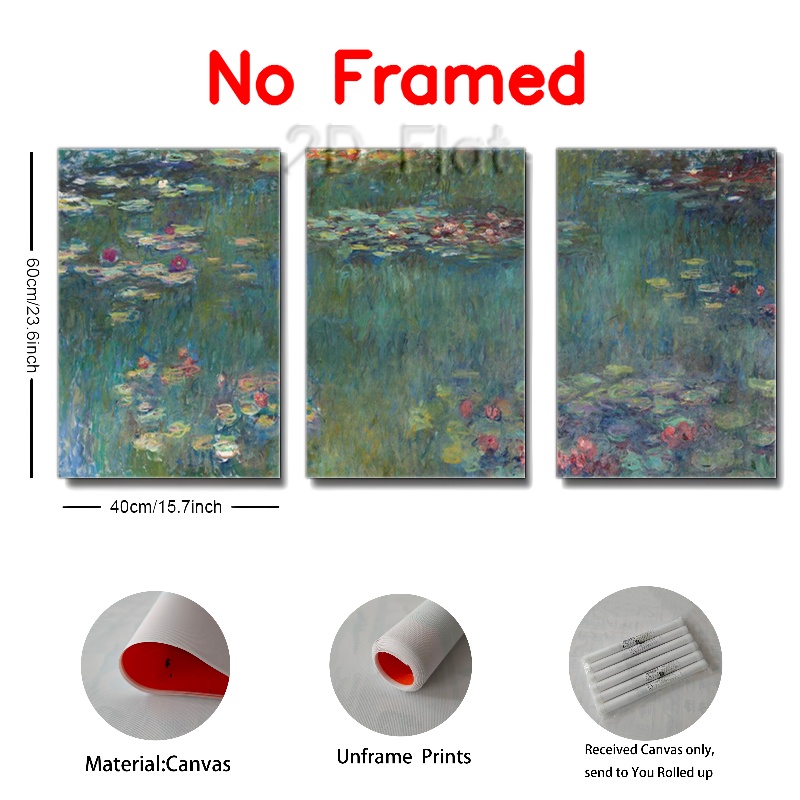 No Framed
2D Flat
60cm/23.6inch
40cm/15.7inch
Material:Canvas
Unframe Prints
Received Canvas only,
send to You Rolled up